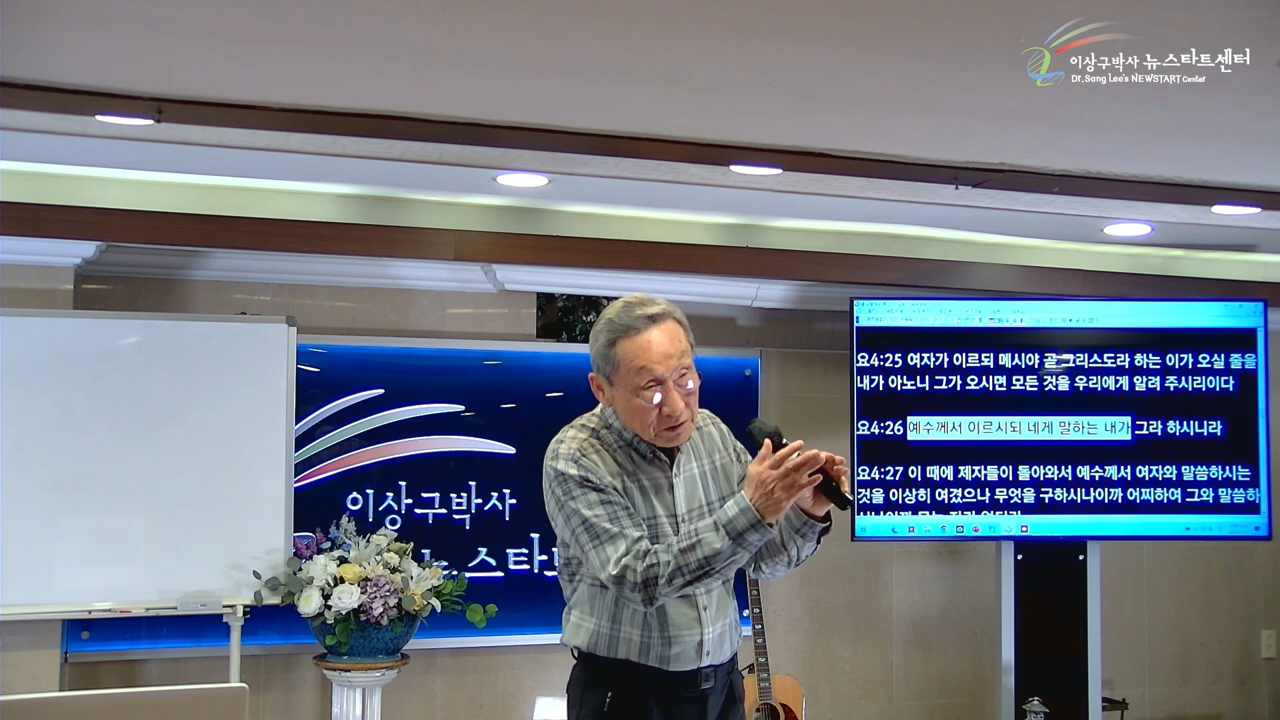 이상구박사 뉴스타트센터
Dr. Sang Lee's NEWSTART Center
이상구박사
뉴스타트
요4:25 여자가 이르되 메시야 곧 그리스도라 하는 이가 오실 줄을
내가 아노니 그가 오시면 모든 것을 우리에게 알려 주시리이다
요4:26 예수께서 이르시되 네게 말하는 내가 그라 하시니라
요4:27 이 때에 제자들이 돌아와서 예수께서 여자와 말씀하시는
것을 이상히 여겼으나 무엇을 구하시나이까 어찌하여 그와 말씀하